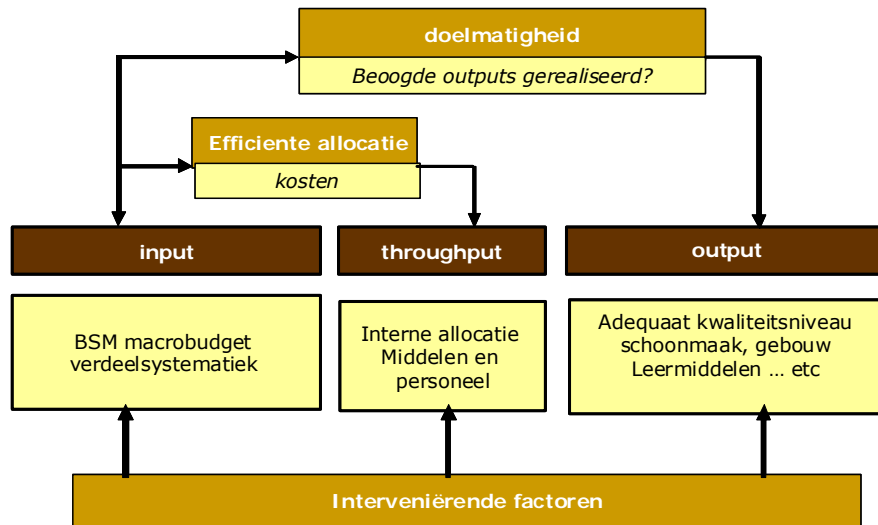 doelmatigheid
Beoogde outputs gerealiseerd?
Efficiente allocatie
kosten
input
throughput
output
BSM macrobudget
verdeelsystematiek
Interne allocatie
Middelen en
personeel
Adequaat kwaliteitsniveau
schoonmaak, gebouw
Leermiddelen ... etc
Interveniërende factoren